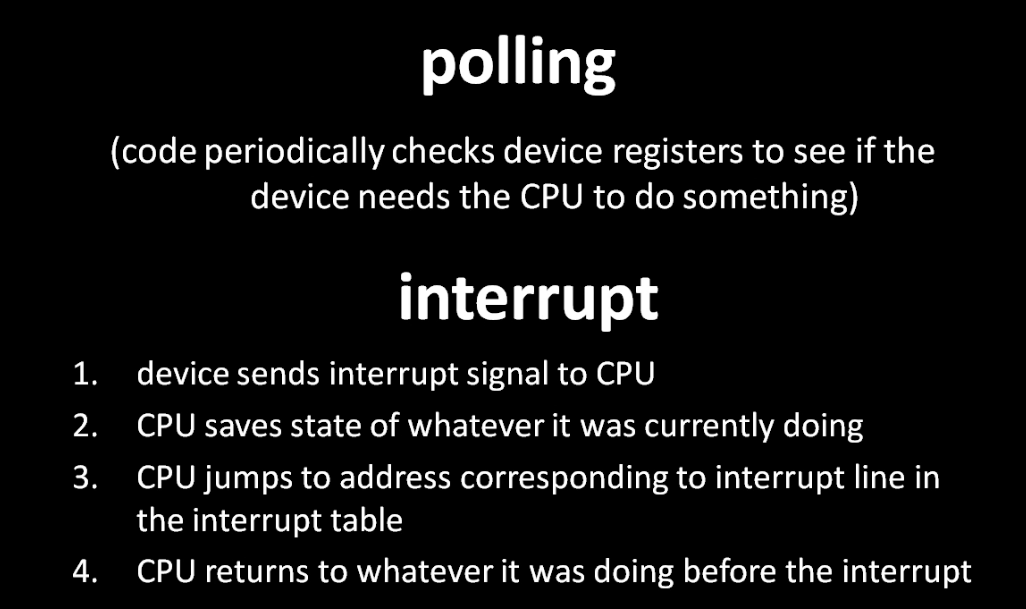 polling
(code periodically checks device registers to see if the
device needs the CPU to do something)
interrupt
1. device sends interrupt signal to CPU
2. CPU saves state of whatever it was currently doing
3. CPU jumps to address corresponding to interrupt line in
the interrupt table
4. CPU returns to whatever it was doing before the interrupt